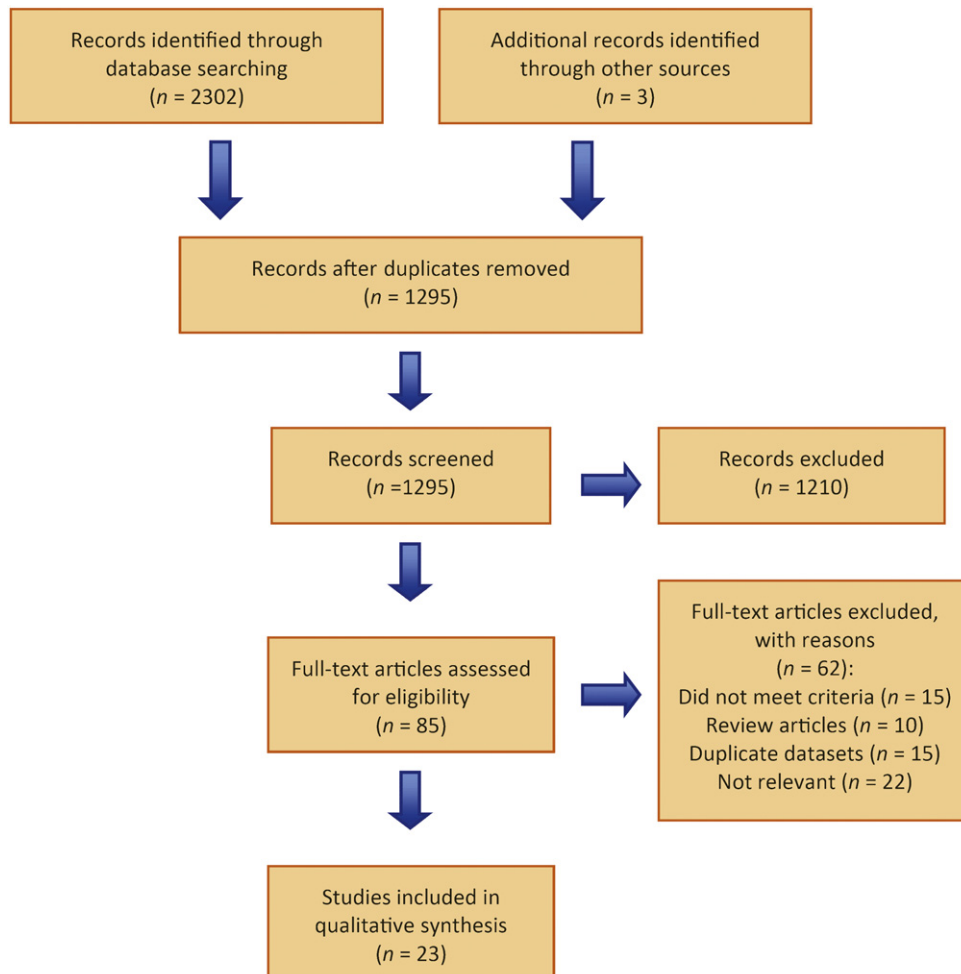 Records identified through
database searching
(n = 2302)
Additional records identified
through other sources
(n = 3)
Records after duplicates removed
(n = 1295)
Records screened
(n =1295)
Records excluded
(n = 1210)
Full-text articles assessed
for eligibility
(n = 85)
Full-text articles excluded,
with reasons
(n = 62):
Did not meet criteria (n = 15)
Review articles (n = 10)
Duplicate datasets (n = 15)
Not relevant (n = 22)
Studies included in
qualitative synthesis
(n = 23)